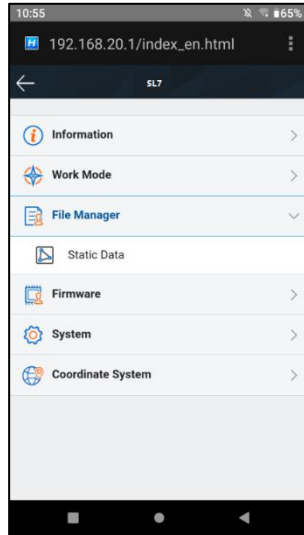 10:55
65%
H 192.168.20.1/index_en.html
SL7
Information
Work Mode
File Manager
Static Data
Firmware
System
Coordinate System